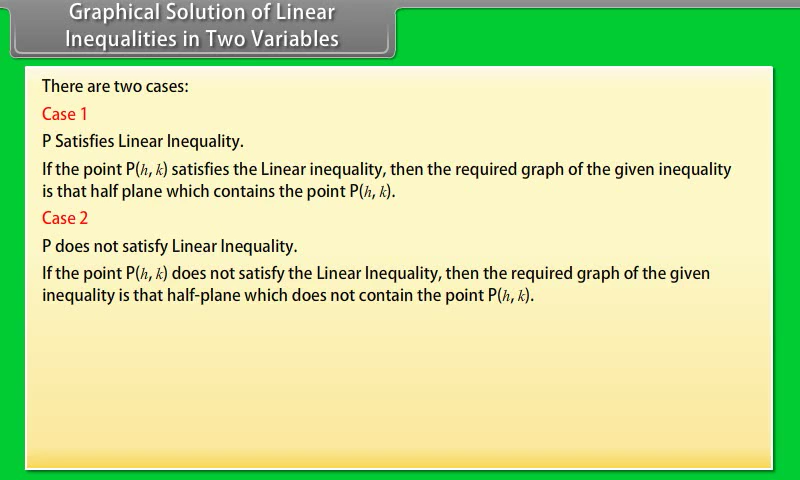 Graphical Solution of Linear
Inequalities in Two Variables
There are two cases:
Case 1
P Satisfies Linear Inequality.
If the point P(h, k) satisfies the Linear inequality, then the required graph of the given inequality
is that half plane which contains the point P(h, k).
Case 2
P does not satisfy Linear Inequality.
If the point P(h, k) does not satisfy the Linear Inequality, then the required graph of the given
inequality is that half-plane which does not contain the point P(h, k).